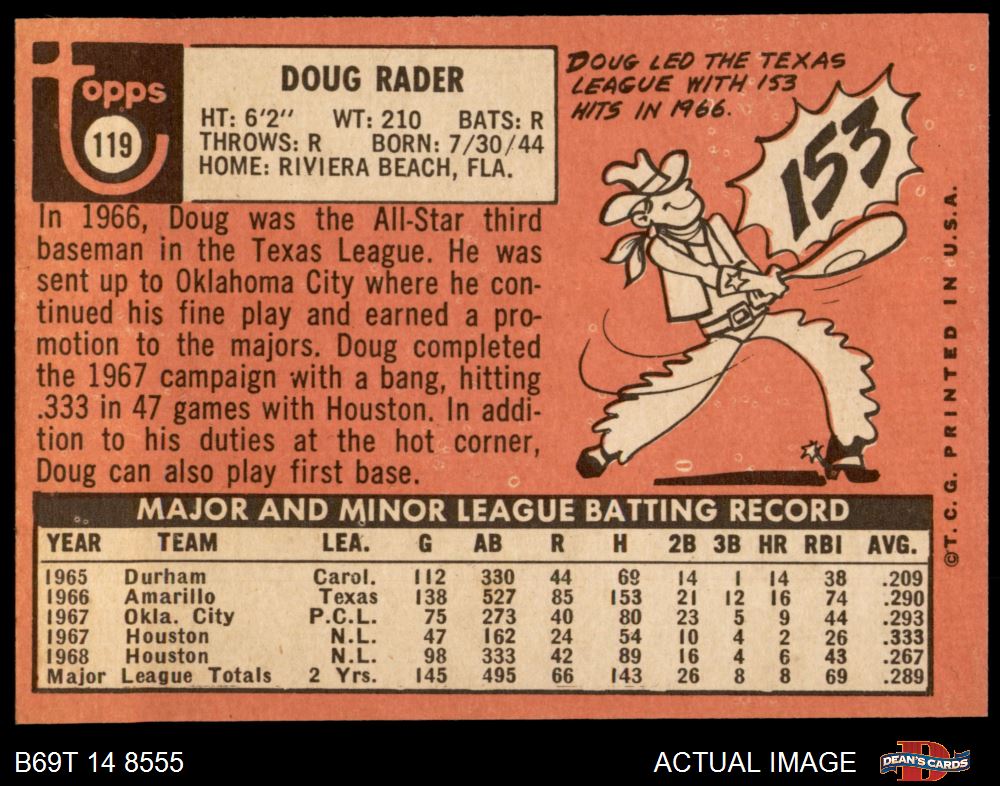 topps
119
DOUG RADER
HT: 6'2" WT: 210 BATS: R
THROWS: R BORN: 7/30/44
HOME: RIVIERA BEACH, FLA.
DOUG LED THE TEXAS
LEAGUE WITH 153
HITS IN 1966.
153
In 1966, Doug was the All-Star third
baseman in the Texas League. He was
sent up to Oklahoma City where he con-
tinued his fine play and earned a pro-
motion to the majors. Doug completed
the 1967 campaign with a bang, hitting
.333 in 47 games with Houston. In addi-
tion to his duties at the hot corner,
Doug can also play first base.
MAJOR AND MINOR LEAGUE BATTING RECORD
YEAR TEAM LEA. G AB R H 2B 3B HR RBI AVG.
1965 Durham Carol. 112 330 44 69 14 1 14 38 .209
1966 Amarillo Texas 138 527 85 153 21 12 16 74 .290
1967 Okla. City P.C.L. 75 273 40 80 23 5 9 44 .293
1967 Houston N.L. 47 162 24 54 10 4 2 26 .333
1968 Houston N.L. 98 333 42 89 16 4 6 43 .267
Major League Totals 2 Yrs. 145 495 66 143 26 8 8 69 .289
©T.C.G. PRINTED IN U.S.A.
B69T 14 8555
ACTUAL IMAGE
D
DEAN'S CARDS